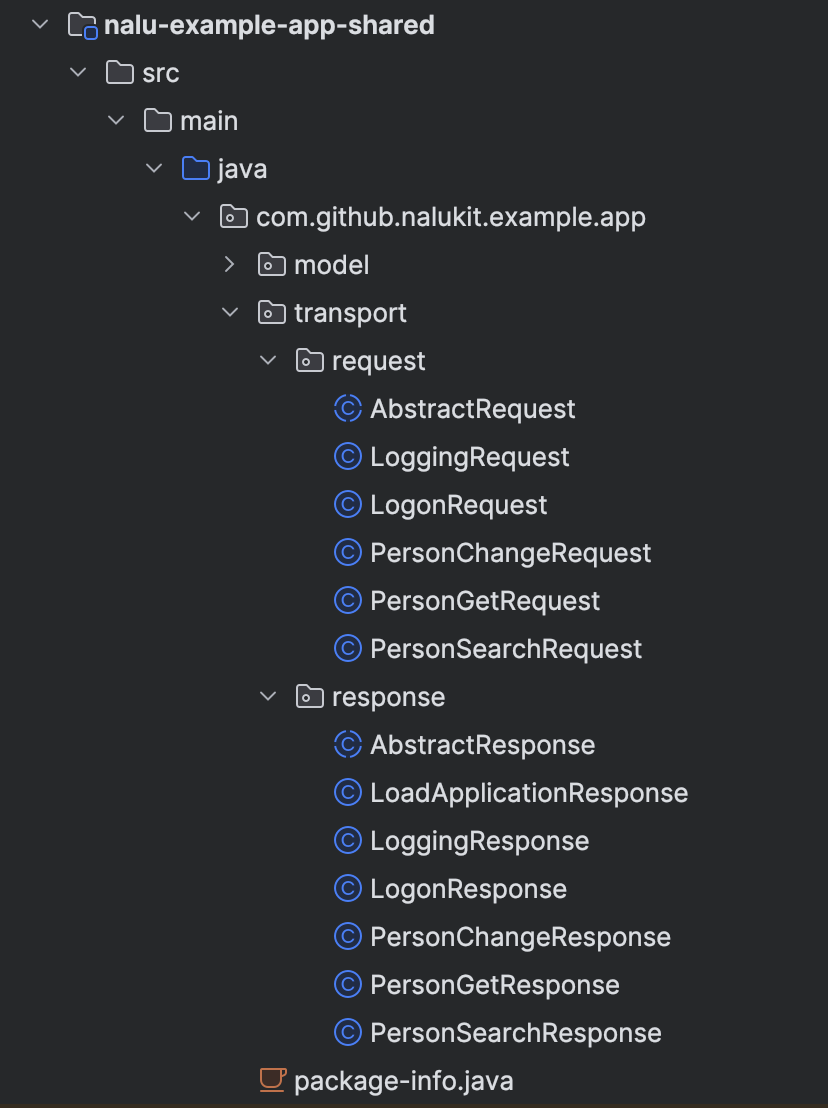 nalu-example-app-shared
src
main
java
com.github.nalukit.example.app
model
transport
request
AbstractRequest
LoggingRequest
LogonRequest
PersonChangeRequest
PersonGetRequest
PersonSearchRequest
response
AbstractResponse
LoadApplicationResponse
LoggingResponse
LogonResponse
PersonChangeResponse
PersonGetResponse
PersonSearchResponse
package-info.java